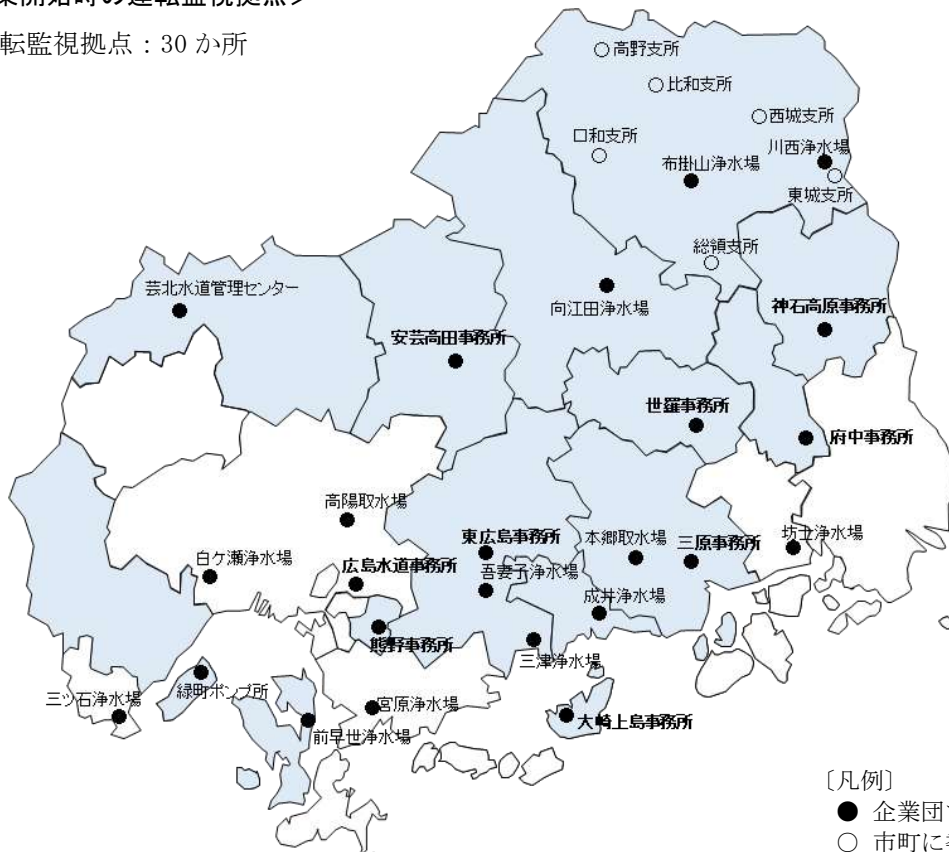 業開始時の運転監視拠点＞
転監視拠点：30 か所
高野支所
比和支所
西城支所
口和支所
川西浄水場
布掛山浄水場
東城支所
総領支所
芸北水道管理センター
向江田浄水場
神石高原事務所
安芸高田事務所
世羅事務所
府中事務所
高陽取水場
東広島事務所
本郷取水場
三原事務所
坊士浄水場
白ケ瀬浄水場
広島水道事務所
吾妻子浄水場
成井浄水場
熊野事務所
三津浄水場
三ツ石浄水場
緑町ポンプ所
宮原浄水場
前早世浄水場
大崎上島事務所
〔凡例〕
● 企業団
○ 市町に